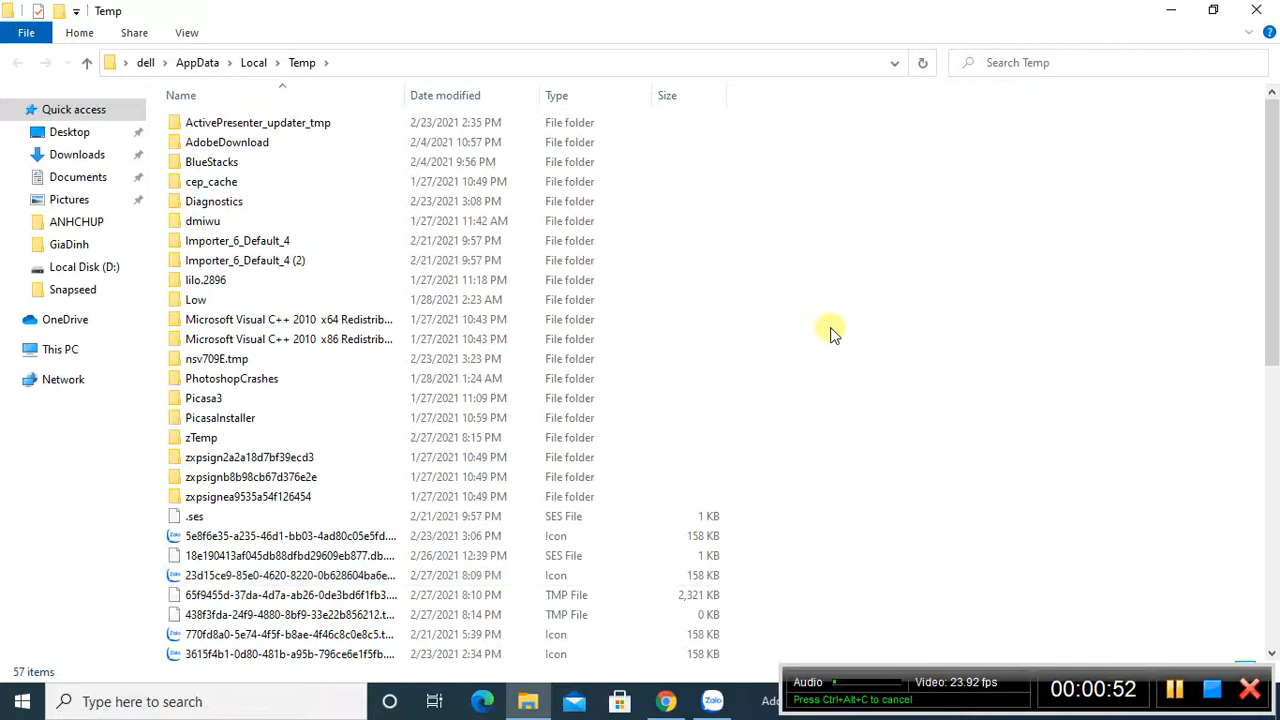 Temp
File Home Share View
dell AppData Local Temp Search Temp
Name Date modified Type Size
Quick access
Desktop
Downloads
Documents
Pictures
ANHCHUP
GiaDinh
Local Disk (D:)
Snapseed
OneDrive
This PC
Network
ActivePresenter_updater_tmp 2/23/2021 2:35 PM File folder
AdobeDownload 2/4/2021 10:57 PM File folder
BlueStacks 2/4/2021 9:56 PM File folder
cep_cache 1/27/2021 10:49 PM File folder
Diagnostics 2/23/2021 3:08 PM File folder
dmiwu 1/27/2021 11:42 AM File folder
Importer_6_Default_4 2/21/2021 9:57 PM File folder
Importer_6_Default_4 (2) 2/21/2021 9:57 PM File folder
lilo.2896 1/27/2021 11:18 PM File folder
Low 1/28/2021 2:23 AM File folder
Microsoft Visual C++ 2010 x64 Redistrib... 1/27/2021 10:43 PM File folder
Microsoft Visual C++ 2010 x86 Redistrib... 1/27/2021 10:43 PM File folder
nsv709E.tmp 2/23/2021 3:23 PM File folder
PhotoshopCrashes 1/28/2021 1:24 AM File folder
Picasa3 1/27/2021 11:09 PM File folder
PicasaInstaller 1/27/2021 10:59 PM File folder
zTemp 2/27/2021 8:15 PM File folder
zxpsign2a2a18d7bf39ecd3 1/27/2021 10:49 PM File folder
zxpsignb8b98cb67d376e2e 1/27/2021 10:49 PM File folder
zxpsignea9535a54f126454 1/27/2021 10:49 PM File folder
.ses 2/21/2021 9:57 PM SES File 1 KB
5e8f6e35-a235-46d1-bb03-4ad80c05e5fd.... 2/23/2021 3:06 PM Icon 158 KB
18e190413af045db88dfbd29609eb877.db.... 2/26/2021 12:39 PM SES File 1 KB
23d15ce9-85e0-4620-8220-0b628604ba6e... 2/27/2021 8:09 PM Icon 158 KB
65f9455d-37da-4d7a-ab26-0de3bd6f1fb3.... 2/27/2021 8:10 PM TMP File 2,321 KB
438f3fda-24f9-4880-8bf9-33e22b856212.t... 2/27/2021 8:14 PM TMP File 0 KB
770fd8a0-5e74-4f5f-b8ae-4f46c8c0e8c5.t... 2/21/2021 5:39 PM Icon 158 KB
3615f4b1-0d80-481b-a95b-796ce6e1f5fb.... 2/23/2021 2:34 PM Icon 158 KB
57 items
Audio Video: 23.92 fps
Press Ctrl+Alt+C to cancel
00:00:52
Type
Zalo